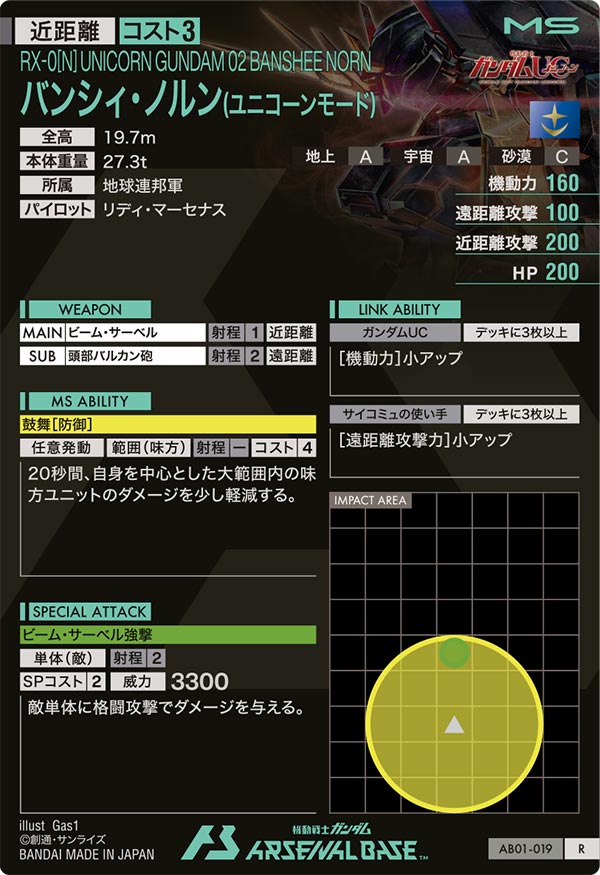 近距離 コスト3 MS
RX-0[N] UNICORN GUNDAM 02 BANSHEE NORN
機動戦士
ガンダムUC
バンシィ・ノルン(ユニコーンモード)
全高 19.7m
本体重量 27.3t
所属 地球連邦軍
パイロット リディ・マーセナス
地上 A 宇宙 A 砂漠 C
機動力 160
遠距離攻撃 100
近距離攻撃 200
HP 200
WEAPON
MAIN ビーム・サーベル 射程 1 近距離
SUB 頭部バルカン砲 射程 2 遠距離
MS ABILITY
鼓舞[防御]
任意発動 範囲(味方) 射程 ー コスト 4
20秒間、自身を中心とした大範囲内の味
方ユニットのダメージを少し軽減する。
SPECIAL ATTACK
ビーム・サーベル強撃
単体(敵) 射程 2
SPコスト 2 威力 3300
敵単体に格闘攻撃でダメージを与える。
LINK ABILITY
ガンダムUC デッキに3枚以上
[機動力]小アップ
サイコミュの使い手 デッキに3枚以上
[遠距離攻撃力]小アップ
IMPACT AREA
illust Gas1
©創通・サンライズ
BANDAI MADE IN JAPAN
機動戦士ガンダム
AB ARSENAL BASE™
AB01-019 R